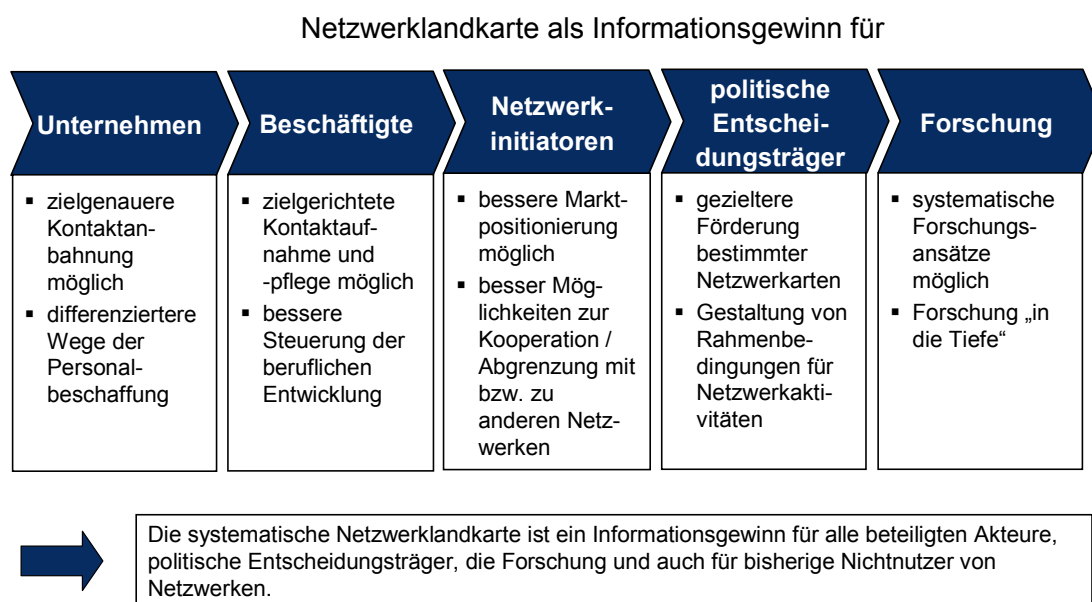 Netzwerklandkarte als Informationsgewinn für
Unternehmen
zielgenauere
Kontaktan-
bahnung
möglich
differenziertere
Wege der
Personal-
beschaffung
Beschäftigte
zielgerichtete
Kontaktauf-
nahme und
-pflege möglich
bessere
Steuerung der
beruflichen
Entwicklung
Netzwerk-
initiatoren
bessere Markt-
positionierung
möglich
besser Mög-
lichkeiten zur
Kooperation /
Abgrenzung mit
bzw. zu
anderen Netz-
werken
politische
Entschei-
dungsträger
gezieltere
Förderung
bestimmter
Netzwerkarten
Gestaltung von
Rahmenbe-
dingungen für
Netzwerkakti-
vitäten
Forschung
systematische
Forschungs-
ansätze
möglich
Forschung „in
die Tiefe“
Die systematische Netzwerklandkarte ist ein Informationsgewinn für alle beteiligten Akteure,
politische Entscheidungsträger, die Forschung und auch für bisherige Nichtnutzer von
Netzwerken.